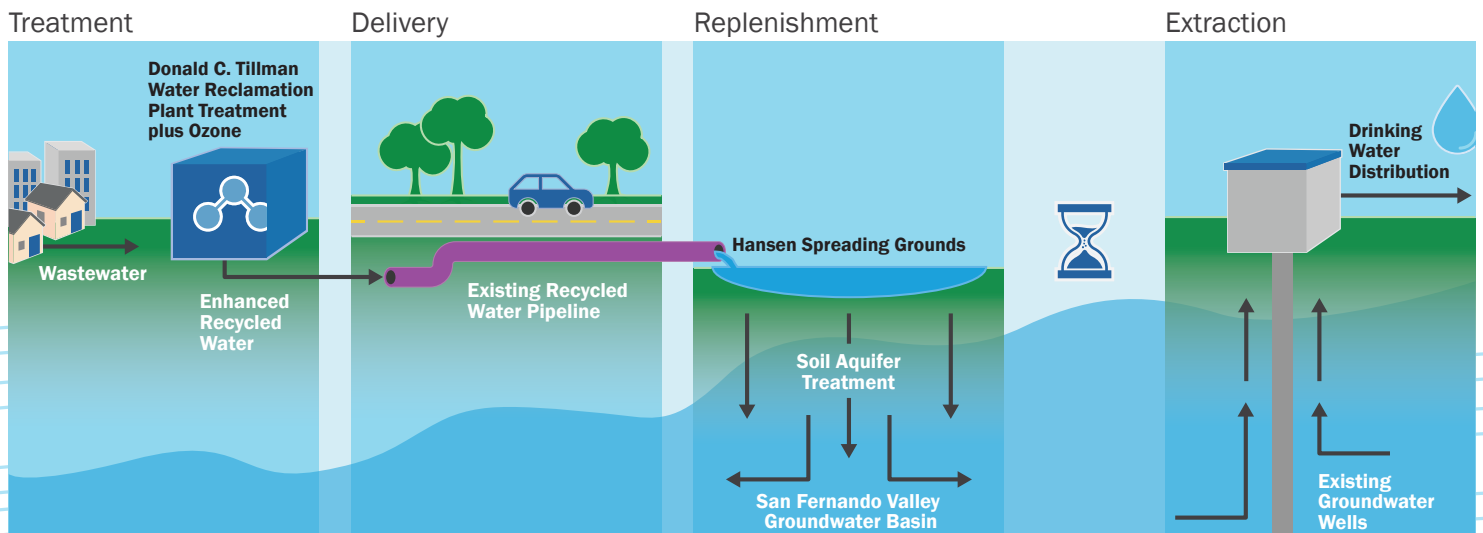 Treatment
Delivery
Replenishment
Extraction
Donald C. Tillman
Water Reclamation
Plant Treatment
plus Ozone
Wastewater
Enhanced
Recycled
Water
Existing Recycled
Water Pipeline
Hansen Spreading Grounds
Soil Aquifer
Treatment
San Fernando Valley
Groundwater Basin
Drinking
Water
Distribution
Existing
Groundwater
Wells